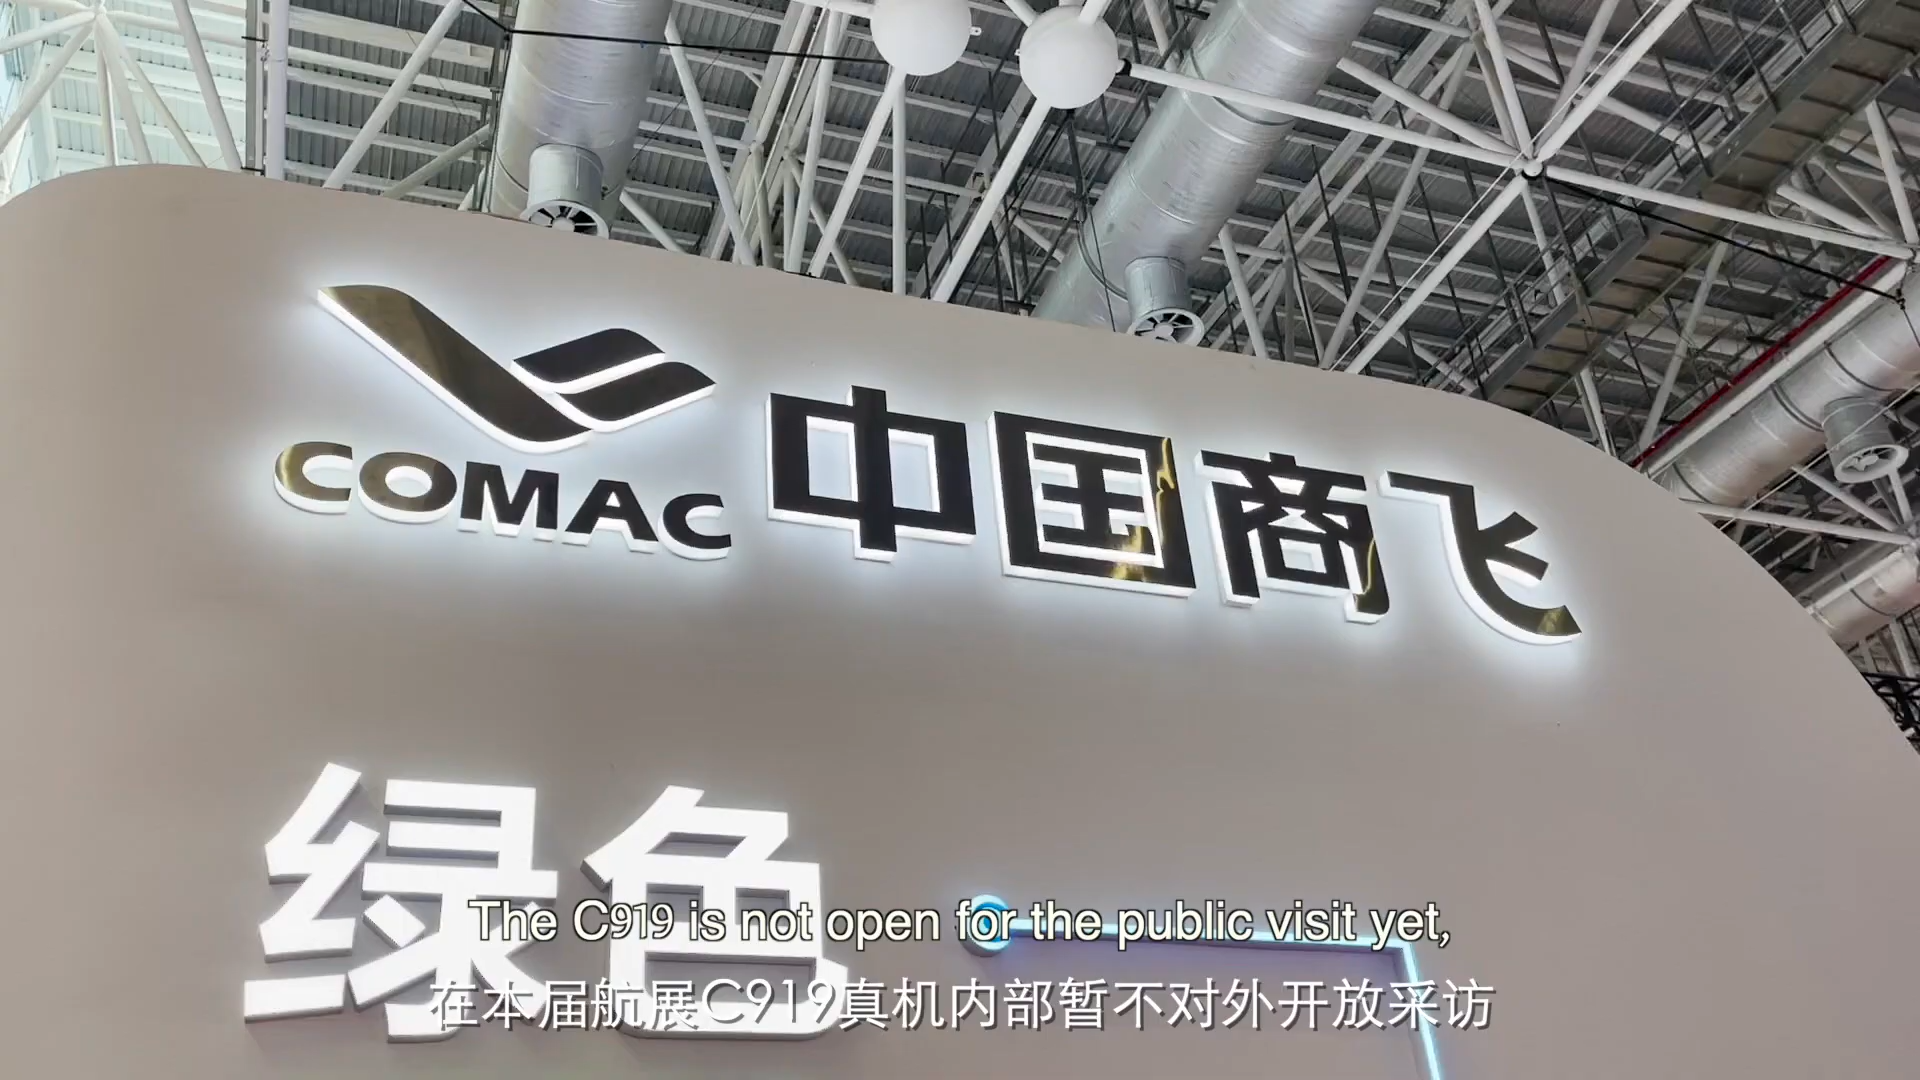 COMAC 中国商飞
绿色
The C919 is not open for the public visit yet,
在本届航展C919真机内部暂不对外开放采访